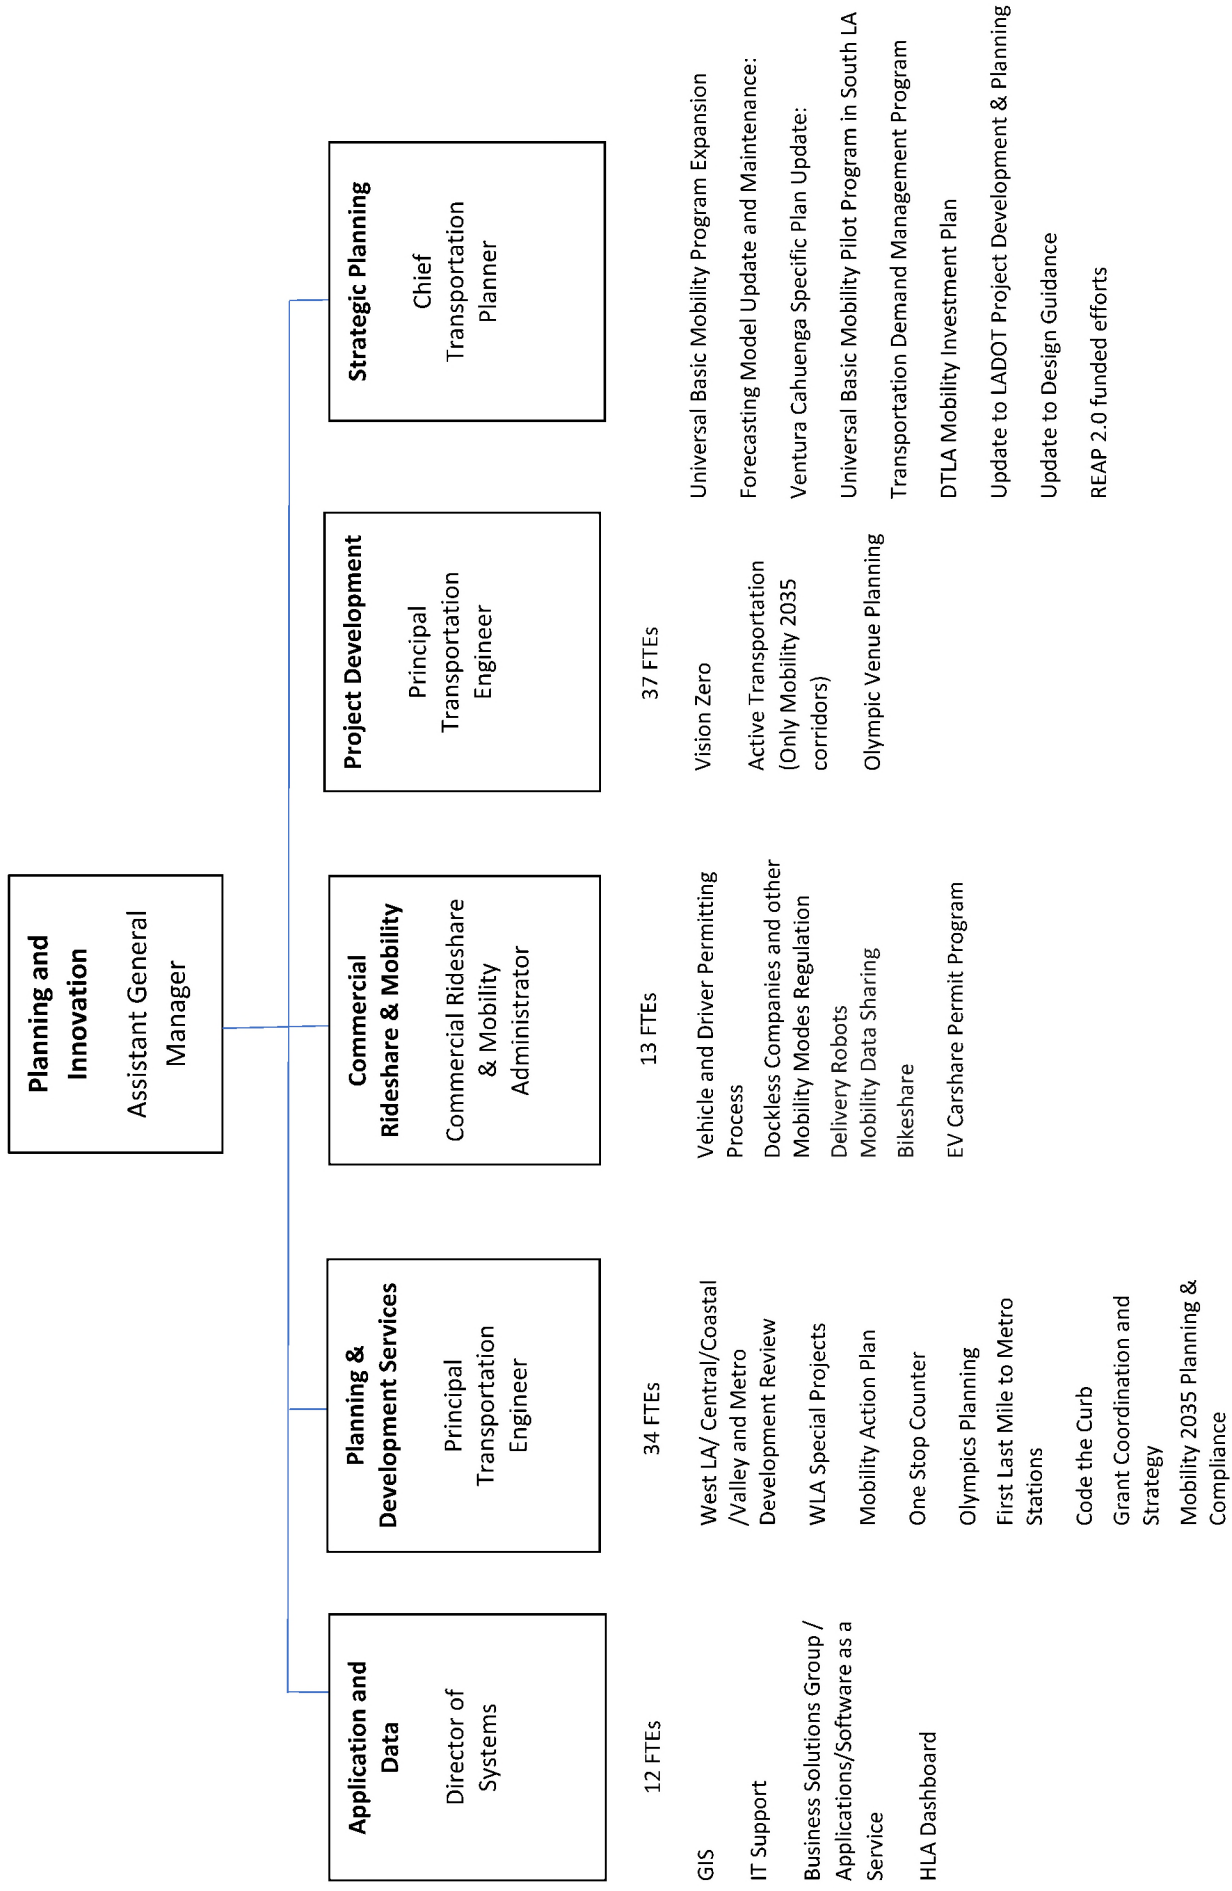 Planning and
Innovation
Assistant General
Manager
Application and
Data
Director of
Systems
12 FTEs
GIS
IT Support
Business Solutions Group /
Applications/Software as a
Service
HLA Dashboard
Planning &
Development Services
Principal
Transportation
Engineer
34 FTEs
West LA/ Central/Coastal
/Valley and Metro
Development Review
WLA Special Projects
Mobility Action Plan
One Stop Counter
Olympics Planning
First Last Mile to Metro
Stations
Code the Curb
Grant Coordination and
Strategy
Mobility 2035 Planning &
Compliance
Commercial
Rideshare & Mobility
Commercial Rideshare
& Mobility
Administrator
13 FTEs
Vehicle and Driver Permitting
Process
Dockless Companies and other
Mobility Modes Regulation
Delivery Robots
Mobility Data Sharing
Bikeshare
EV Carshare Permit Program
Project Development
Principal
Transportation
Engineer
37 FTEs
Vision Zero
Active Transportation
(Only Mobility 2035
corridors)
Olympic Venue Planning
Strategic Planning
Chief
Transportation
Planner
Universal Basic Mobility Program Expansion
Forecasting Model Update and Maintenance:
Ventura Cahuenga Specific Plan Update:
Universal Basic Mobility Pilot Program in South LA
Transportation Demand Management Program
DTLA Mobility Investment Plan
Update to LADOT Project Development & Planning
Update to Design Guidance
REAP 2.0 funded efforts